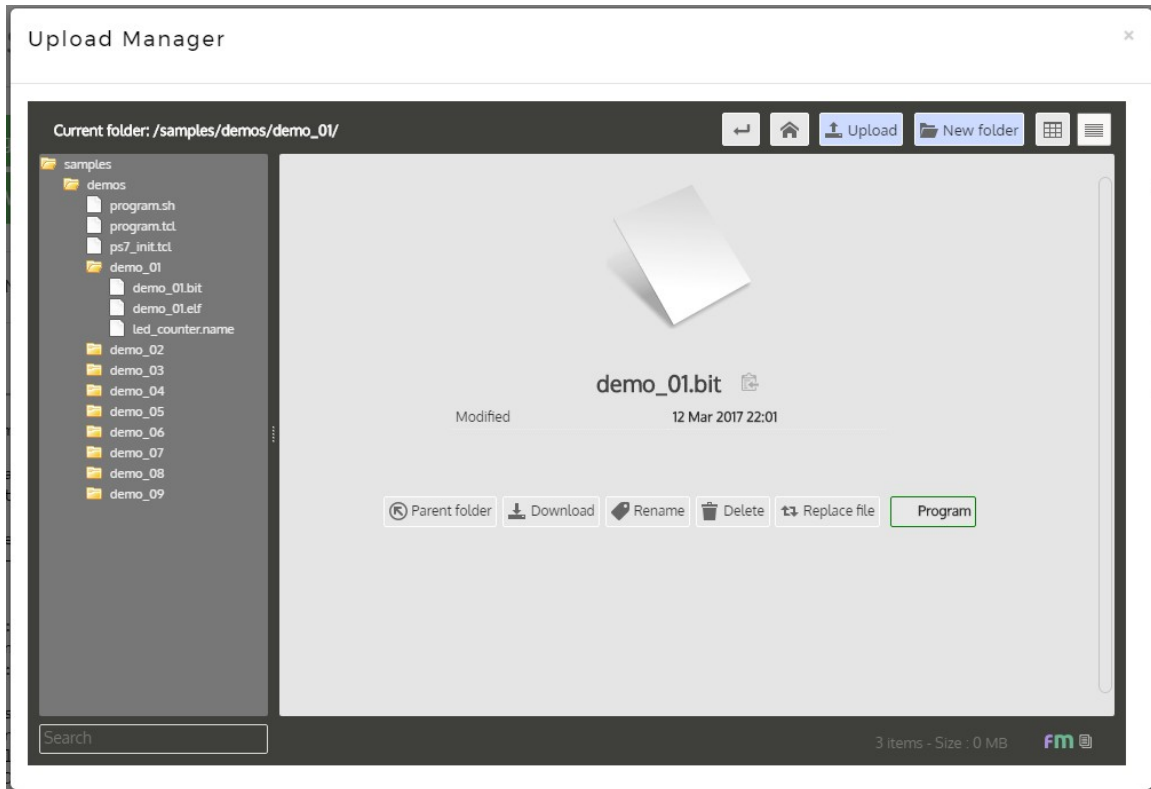 Upload Manager
×
Current folder: /samples/demos/demo_01/
Upload
New folder
samples
demos
program.sh
program.tcl
ps7_init.tcl
demo_01
demo_01.bit
demo_01.elf
led_counter.name
demo_02
demo_03
demo_04
demo_05
demo_06
demo_07
demo_08
demo_09
demo_01.bit
Modified 12 Mar 2017 22:01
Parent folder Download Rename Delete Replace file Program
Search
3 items - Size : 0 MB
fm